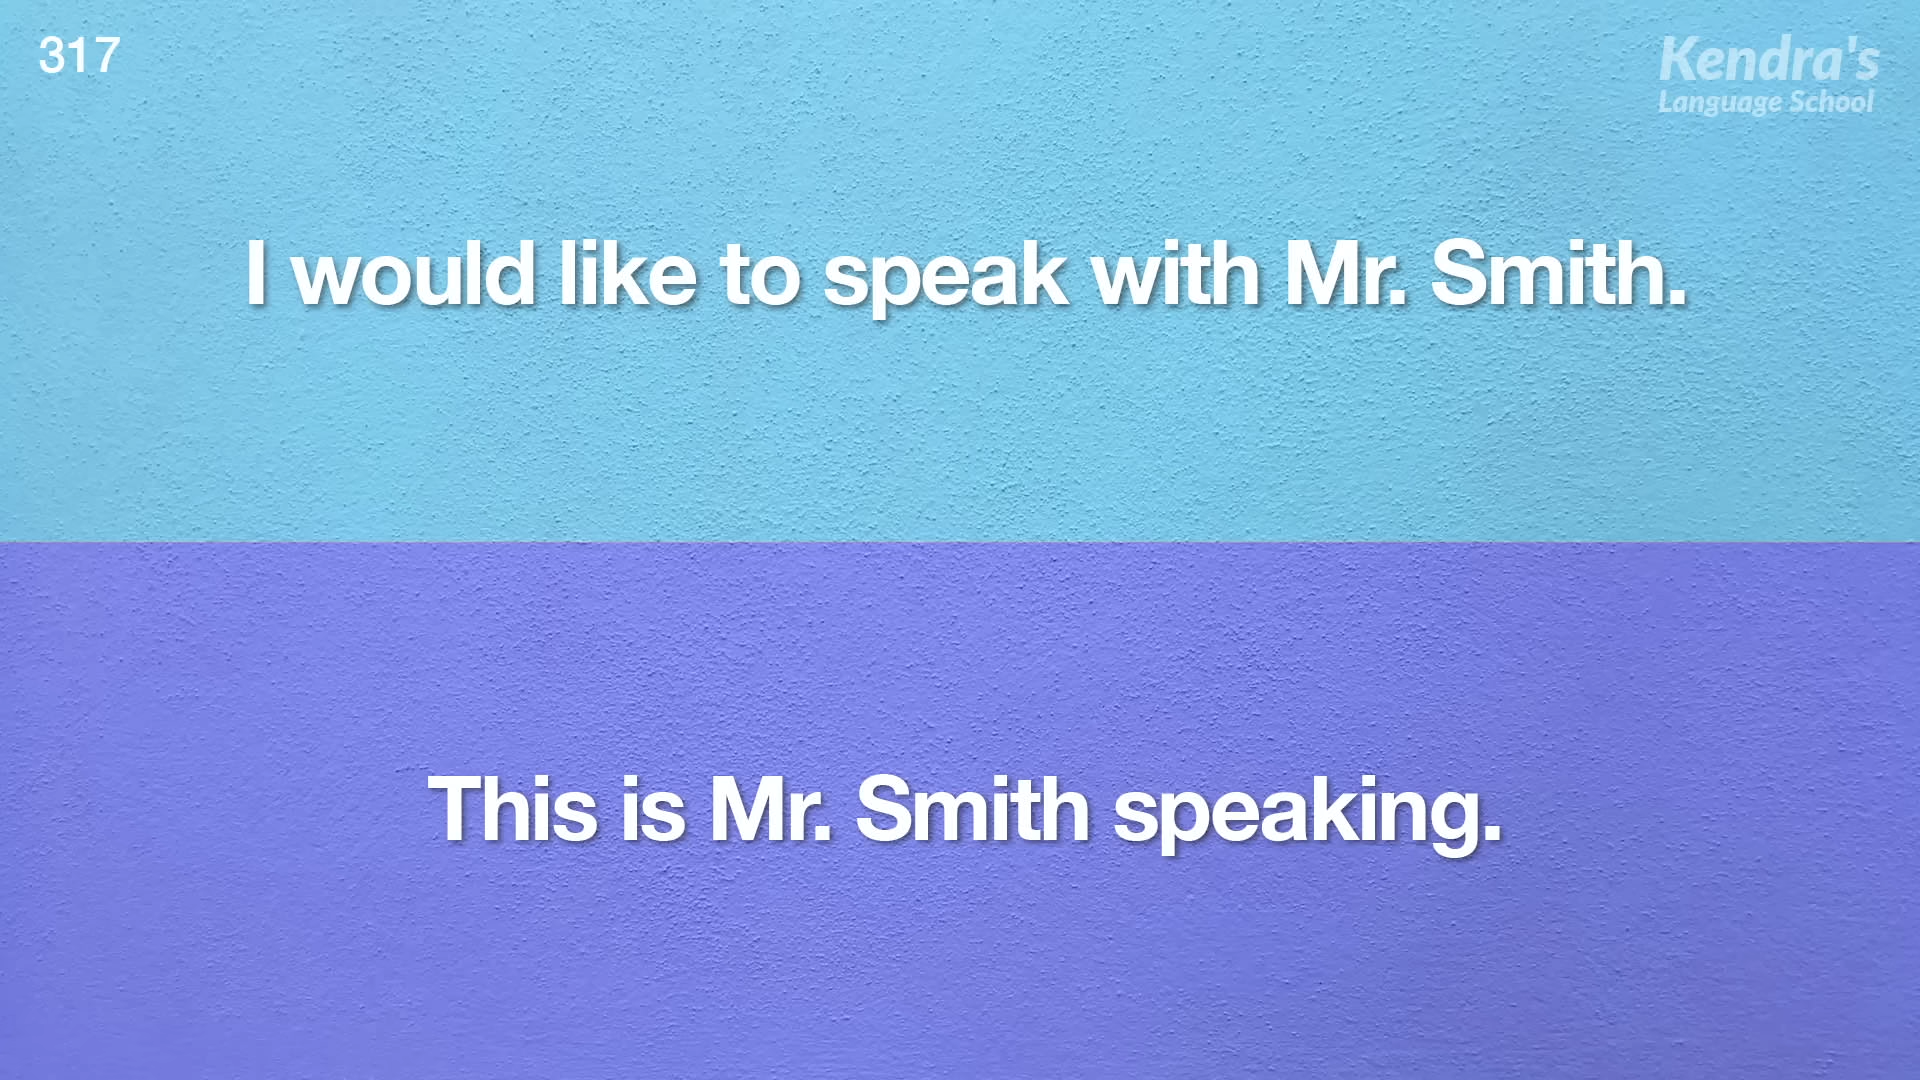 317
Kendra's
Language School
I would like to speak with Mr. Smith.
This is Mr. Smith speaking.